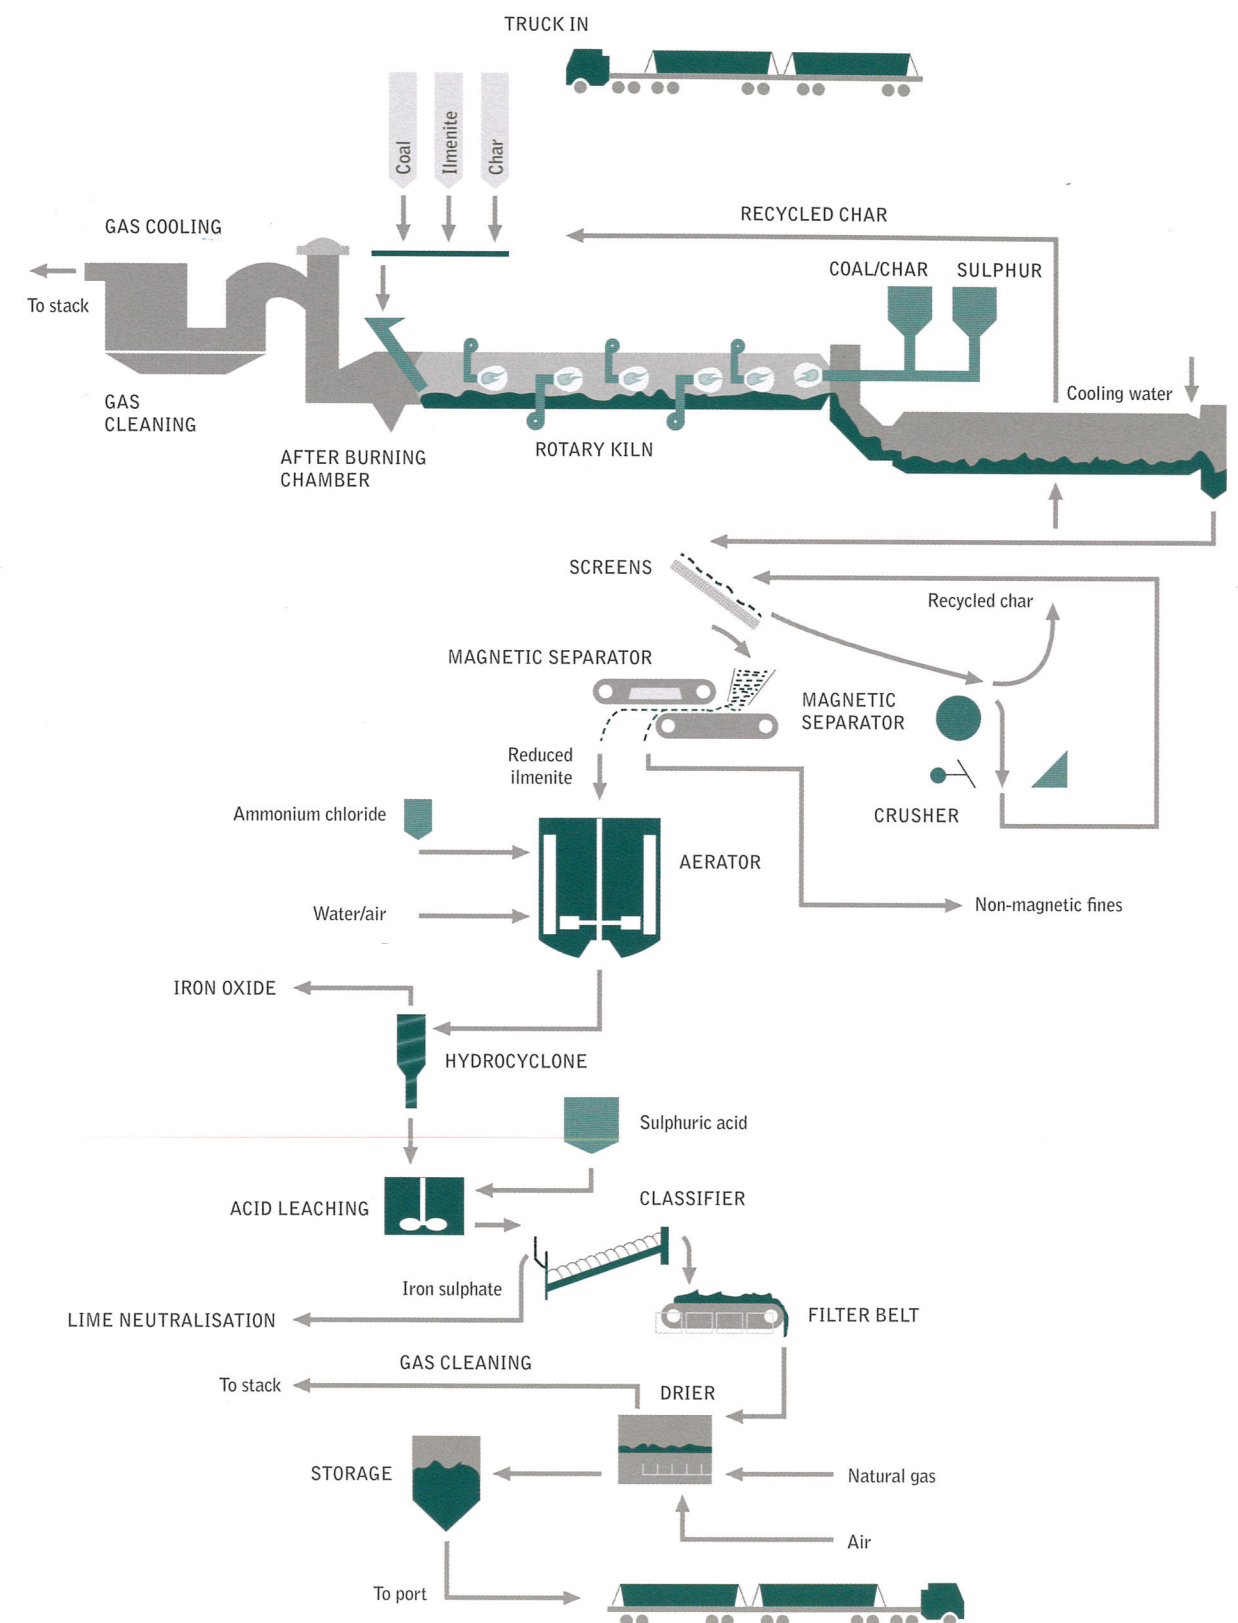 TRUCK IN
Coal
Ilmenite
Char
RECYCLED CHAR
GAS COOLING
COAL/CHAR
SULPHUR
To stack
Cooling water
GAS
CLEANING
ROTARY KILN
AFTER BURNING
CHAMBER
SCREENS
Recycled char
MAGNETIC SEPARATOR
MAGNETIC
SEPARATOR
Reduced
ilmenite
Ammonium chloride
CRUSHER
AERATOR
Water/air
Non-magnetic fines
IRON OXIDE
HYDROCYCLONE
Sulphuric acid
CLASSIFIER
ACID LEACHING
Iron sulphate
LIME NEUTRALISATION
FILTER BELT
GAS CLEANING
To stack
DRIER
STORAGE
Natural gas
Air
To port